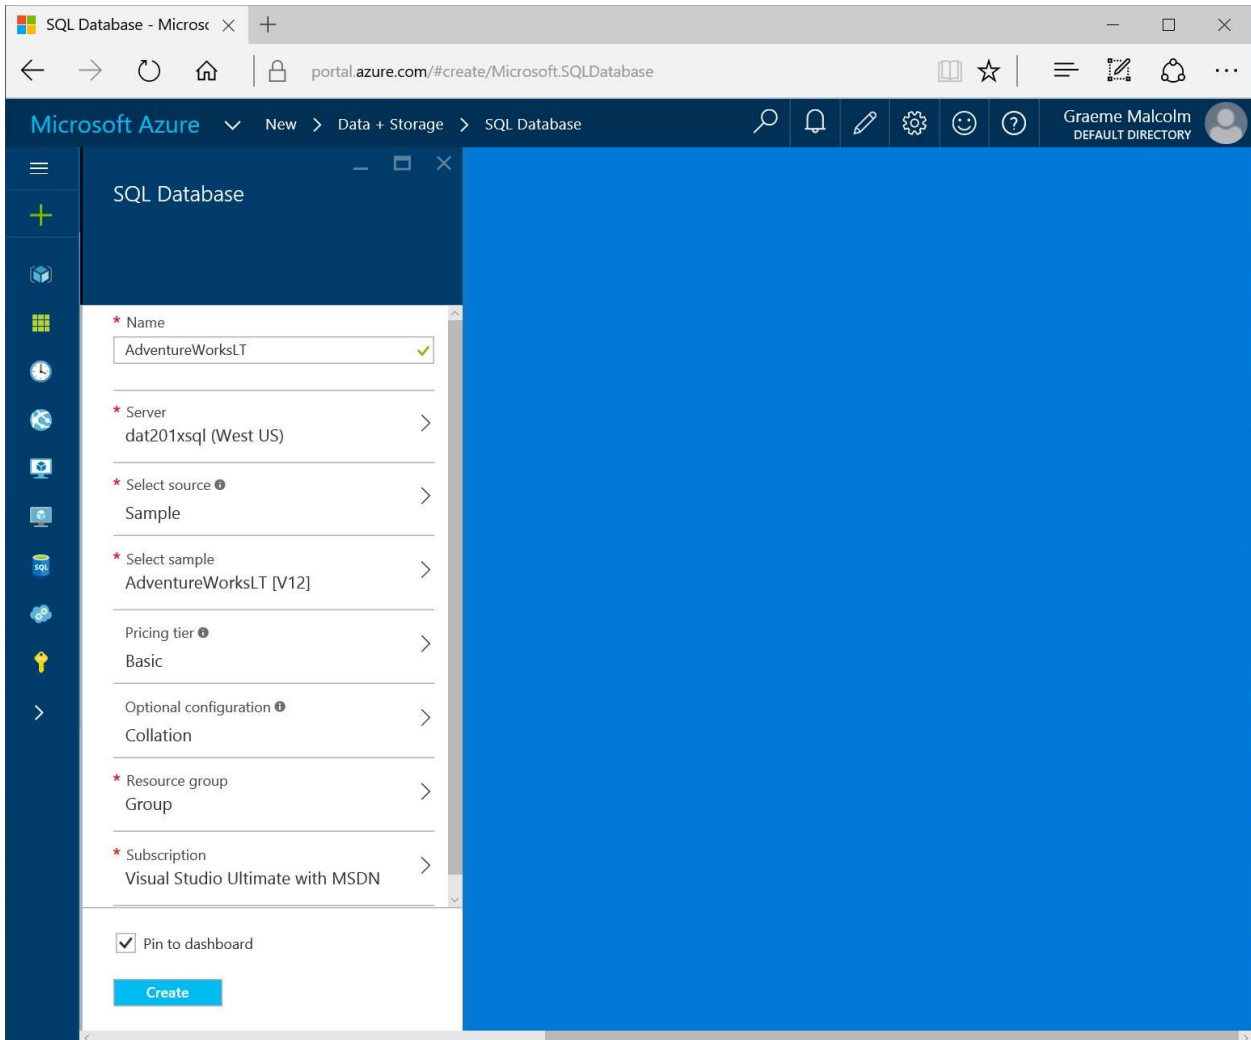 SQL Database - Microsc
portal.azure.com/#create/Microsoft.SQLDatabase
Microsoft Azure New Data + Storage SQL Database
Graeme Malcolm
DEFAULT DIRECTORY
SQL Database
* Name
AdventureWorksLT
* Server
dat201xsql (West US)
* Select source
Sample
* Select sample
AdventureWorksLT [V12]
Pricing tier
Basic
Optional configuration
Collation
* Resource group
Group
* Subscription
Visual Studio Ultimate with MSDN
Pin to dashboard
Create
SQL